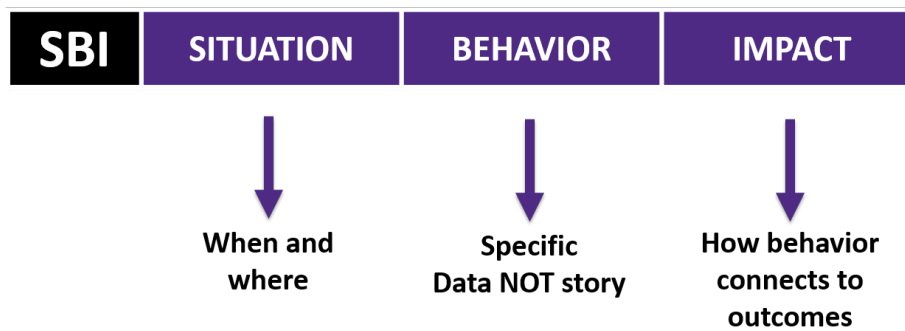 SBI SITUATION BEHAVIOR IMPACT
When and
where
Specific
Data NOT story
How behavior
connects to
outcomes